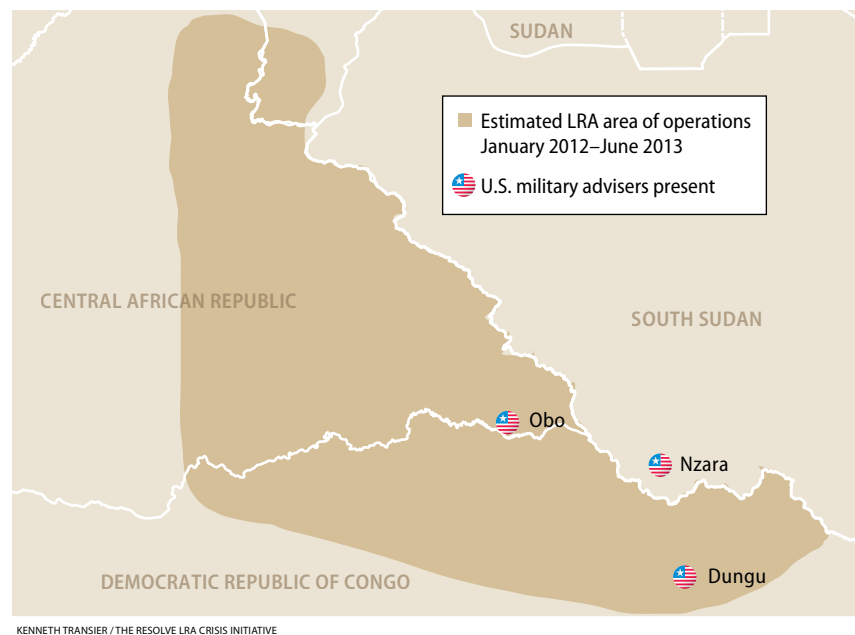 SUDAN
Estimated LRA area of operations
January 2012–June 2013
U.S. military advisers present
CENTRAL AFRICAN REPUBLIC
SOUTH SUDAN
Obo
Nzara
Dungu
DEMOCRATIC REPUBLIC OF CONGO
KENNETH TRANSIER / THE RESOLVE LRA CRISIS INITIATIVE